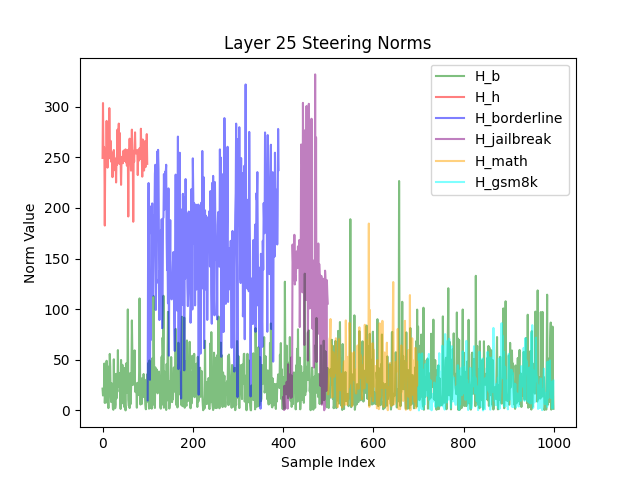 Layer 25 Steering Norms
H_b
H_h
H_borderline
H_jailbreak
H_math
H_gsm8k
Norm Value
300
250
200
150
100
50
0
0 200 400 600 800 1000
Sample Index